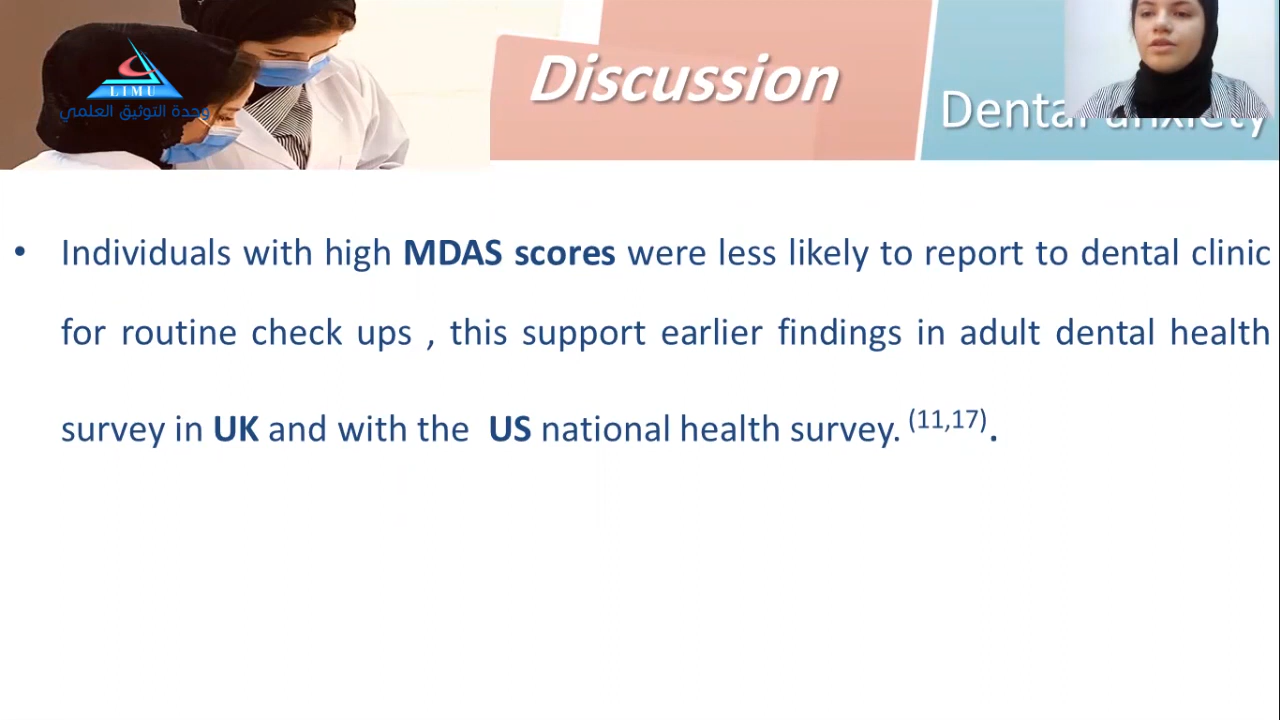 LIMU
وحدة التوثيق العلمي
Discussion
Dental anxiety
• Individuals with high MDAS scores were less likely to report to dental clinic
for routine check ups , this support earlier findings in adult dental health
survey in UK and with the US national health survey. (11,17).